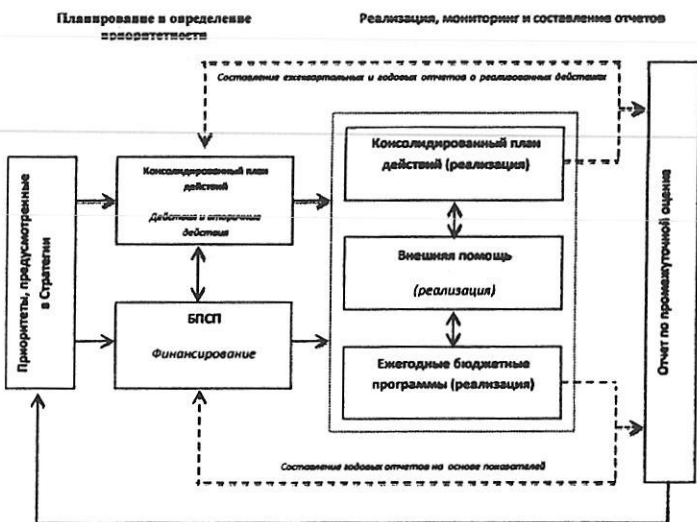 Планирование и определение
приоритетности
Реализация, мониторинг и составление отчетов
Составление ежеквартальных и годовых отчетов о реализованных действиях
Приоритеты, предусмотренные
в Стратегии
Консолидированный план
действий
Действия и вторичные
действия
БПСП
Финансирование
Консолидированный план
действий (реализация)
Внешняя помощь
(реализация)
Ежегодные бюджетные
программы (реализация)
Отчет по промежуточной оценке
Составление годовых отчетов на основе показателей